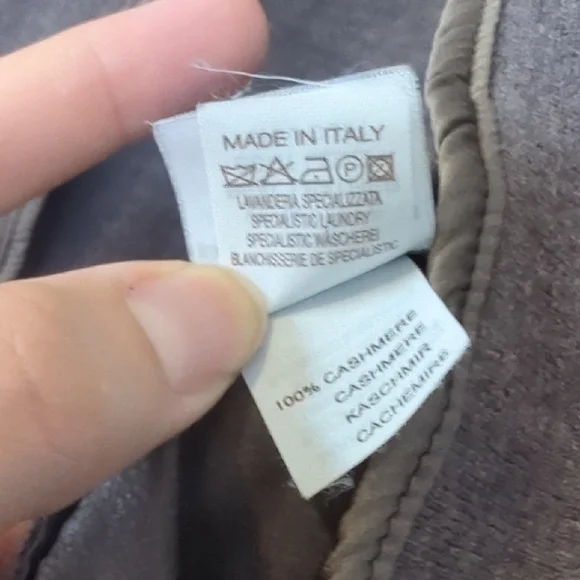 MADE IN ITALY
P
LAVANDERIA SPECIALIZZATA
SPECIALISTIC LAUNDRY
SPECIALISTIC WÄSCHEREI
BLANCHISSERIE DE SPECIALISTIC
100% CASHMERE
CASHMERE
KASCHMIR
CACHEMIRE